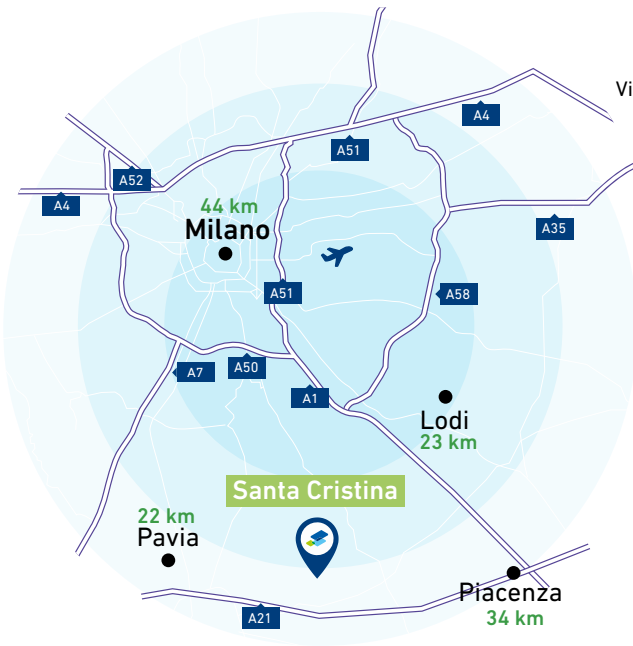 Vi
A4
A51
A52
A4
44 km
Milano
A35
A51
A58
A7
A50
A1
Lodi
23 km
Santa Cristina
22 km
Pavia
Piacenza
34 km
A21